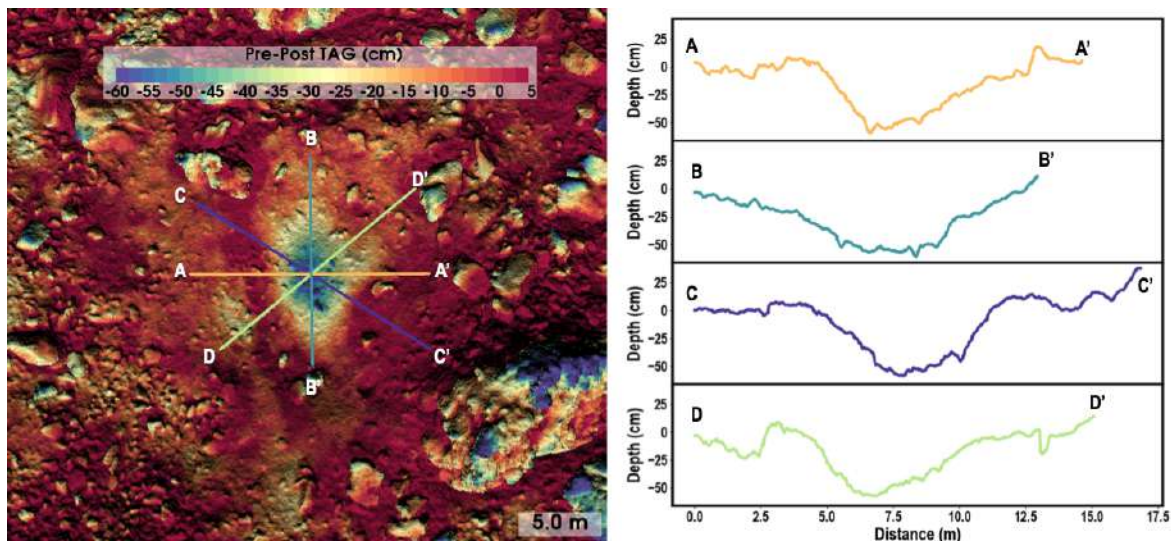 Pre-Post TAG (cm)
-60 -55 -50 -45 -40 -35 -30 -25 -20 -15 -10 -5 0 5
B
D'
C
A A'
D
C'
B'
5.0 m
A A'
Depth (cm)
25
0
−25
−50
B B'
Depth (cm)
25
0
−25
−50
C C'
Depth (cm)
25
0
−25
−50
D D'
Depth (cm)
25
0
−25
−50
0.0 2.5 5.0 7.5 10.0 12.5 15.0 17.5
Distance (m)